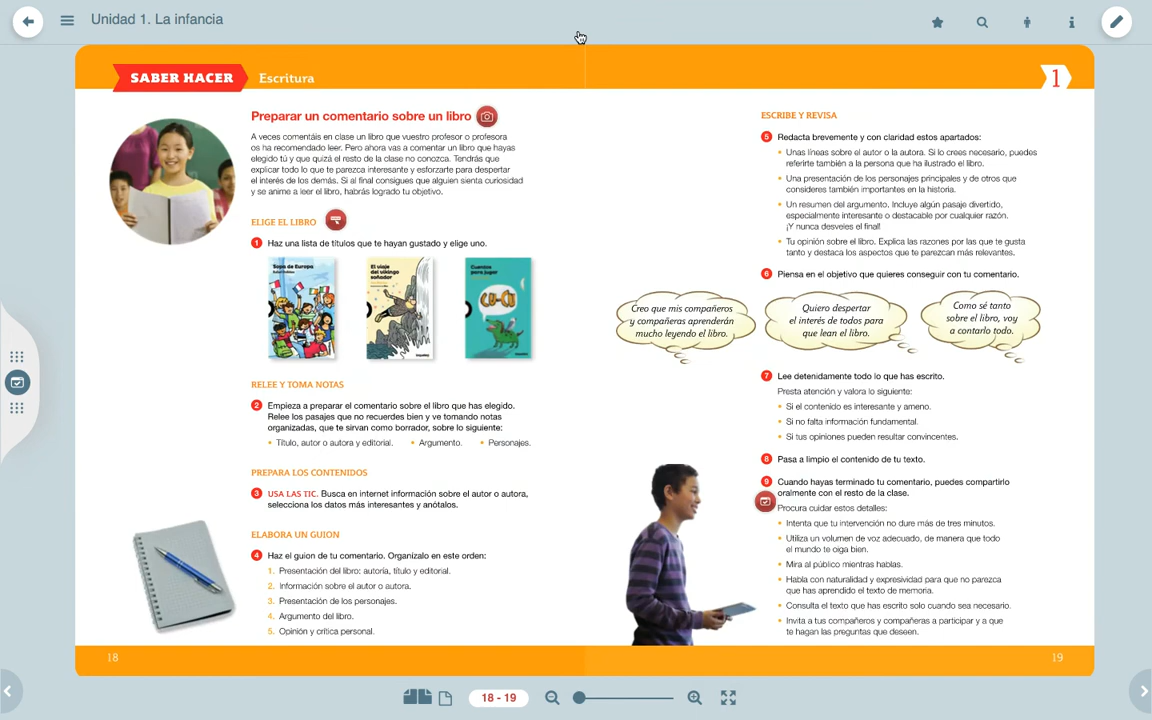 Unidad 1. La infancia
SABER HACER
Escritura
1
Preparar un comentario sobre un libro
A veces comentáis en clase un libro que vuestro profesor o profesora
os ha recomendado leer. Pero ahora vas a comentar un libro que hayas
elegido tú y que quizá el resto de la clase no conozca. Tendrás que
explicar todo lo que te parezca interesante y esforzarte para despertar
el interés de los demás. Si al final consigues que alguien sienta curiosidad
y se anime a leer el libro, habrás logrado tu objetivo.
ELIGE EL LIBRO
1 Haz una lista de títulos que te hayan gustado y elige uno.
Sopa de Europa
El viaje
del vikingo
soñador
Cuentos
para jugar
CU-CU
RELEE Y TOMA NOTAS
2 Empieza a preparar el comentario sobre el libro que has elegido.
Relee los pasajes que no recuerdes bien y ve tomando notas
organizadas, que te sirvan como borrador, sobre lo siguiente:
• Título, autor o autora y editorial. • Argumento. • Personajes.
PREPARA LOS CONTENIDOS
3 USA LAS TIC. Busca en internet información sobre el autor o autora,
selecciona los datos más interesantes y anótalos.
ELABORA UN GUION
4 Haz el guion de tu comentario. Organízalo en este orden:
1. Presentación del libro: autoría, título y editorial.
2. Información sobre el autor o autora.
3. Presentación de los personajes.
4. Argumento del libro.
5. Opinión y crítica personal.
18
ESCRIBE Y REVISA
5 Redacta brevemente y con claridad estos apartados:
• Unas líneas sobre el autor o la autora. Si lo crees necesario, puedes
referirte también a la persona que ha ilustrado el libro.
• Una presentación de los personajes principales y de otros que
consideres también importantes en la historia.
• Un resumen del argumento. Incluye algún pasaje divertido,
especialmente interesante o destacable por cualquier razón.
¡Y nunca desveles el final!
• Tu opinión sobre el libro. Explica las razones por las que te gusta
tanto y destaca los aspectos que te parezcan más relevantes.
6 Piensa en el objetivo que quieres conseguir con tu comentario.
Creo que mis compañeros
y compañeras aprenderán
mucho leyendo el libro.
Quiero despertar
el interés de todos para
que lean el libro.
Como sé tanto
sobre el libro, voy
a contarlo todo.
7 Lee detenidamente todo lo que has escrito.
Presta atención y valora lo siguiente:
• Si el contenido es interesante y ameno.
• Si no falta información fundamental.
• Si tus opiniones pueden resultar convincentes.
8 Pasa a limpio el contenido de tu texto.
9 Cuando hayas terminado tu comentario, puedes compartirlo
oralmente con el resto de la clase.
Procura cuidar estos detalles:
• Intenta que tu intervención no dure más de tres minutos.
• Utiliza un volumen de voz adecuado, de manera que todo
el mundo te oiga bien.
• Mira al público mientras hablas.
• Habla con naturalidad y expresividad para que no parezca
que has aprendido el texto de memoria.
• Consulta el texto que has escrito solo cuando sea necesario.
• Invita a tus compañeros y compañeras a participar y a que
te hagan las preguntas que deseen.
19
18 - 19